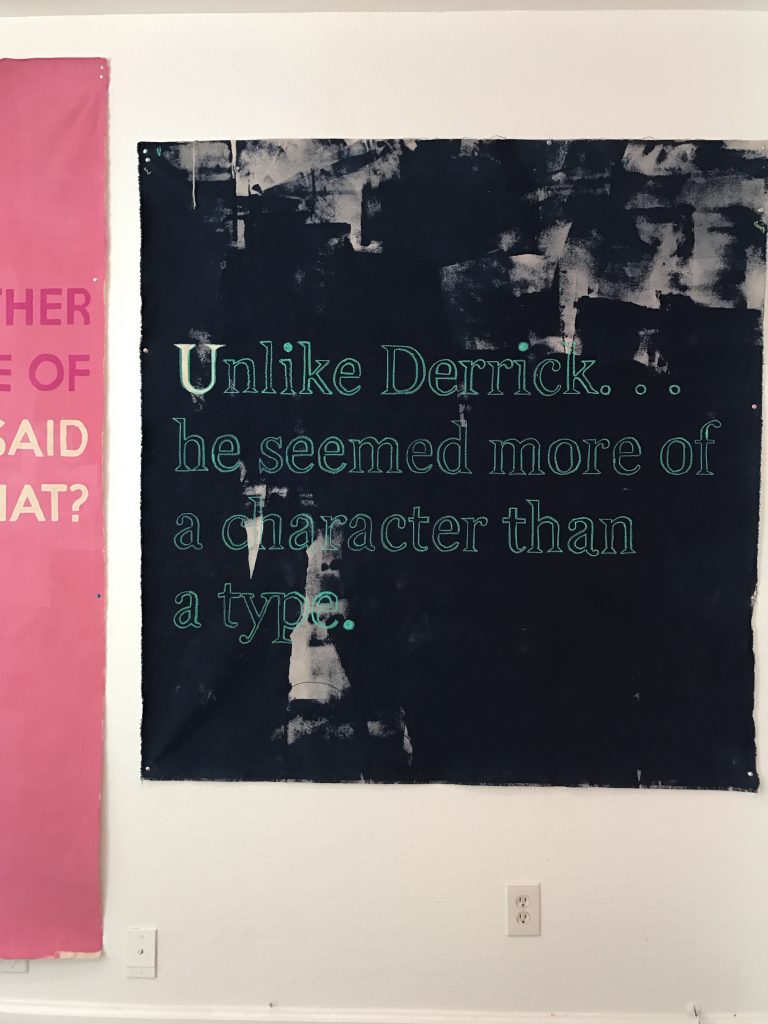 THER
E OF
SAID
HAT?
Unlike Derrick. . .
he seemed more of
a character than
a type.